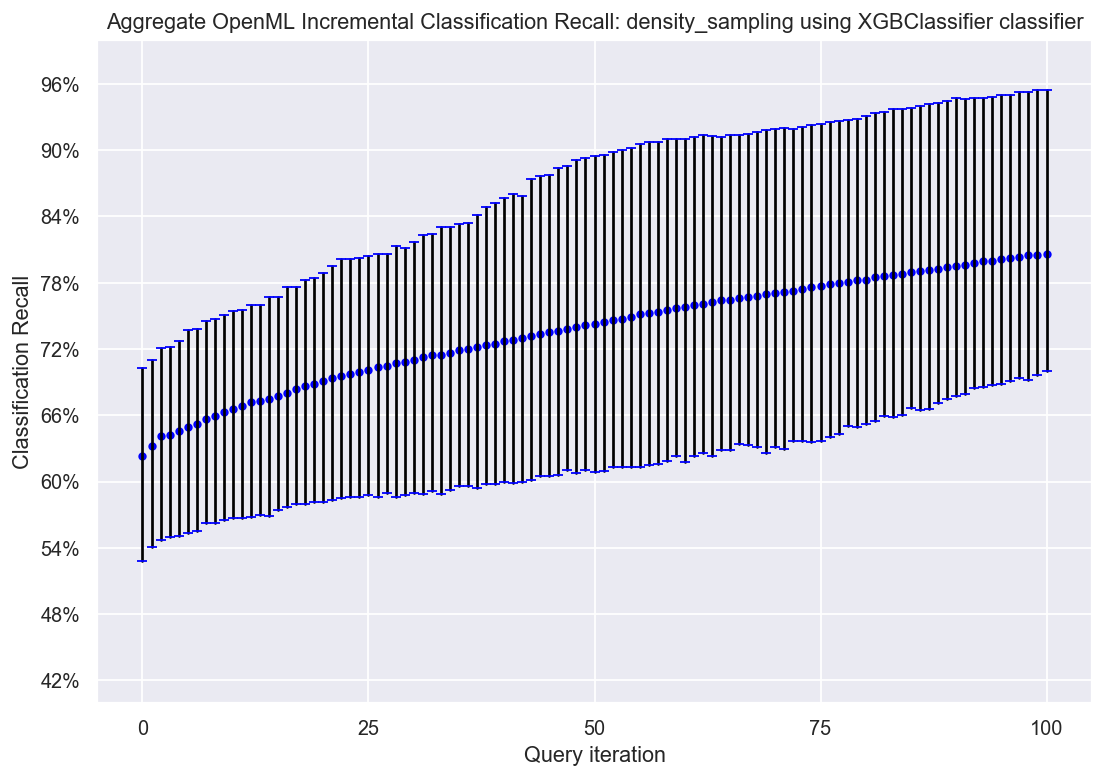 Aggregate OpenML Incremental Classification Recall: density_sampling using XGBClassifier classifier
Classification Recall
96%
90%
84%
78%
72%
66%
60%
54%
48%
42%
0 25 50 75 100
Query iteration